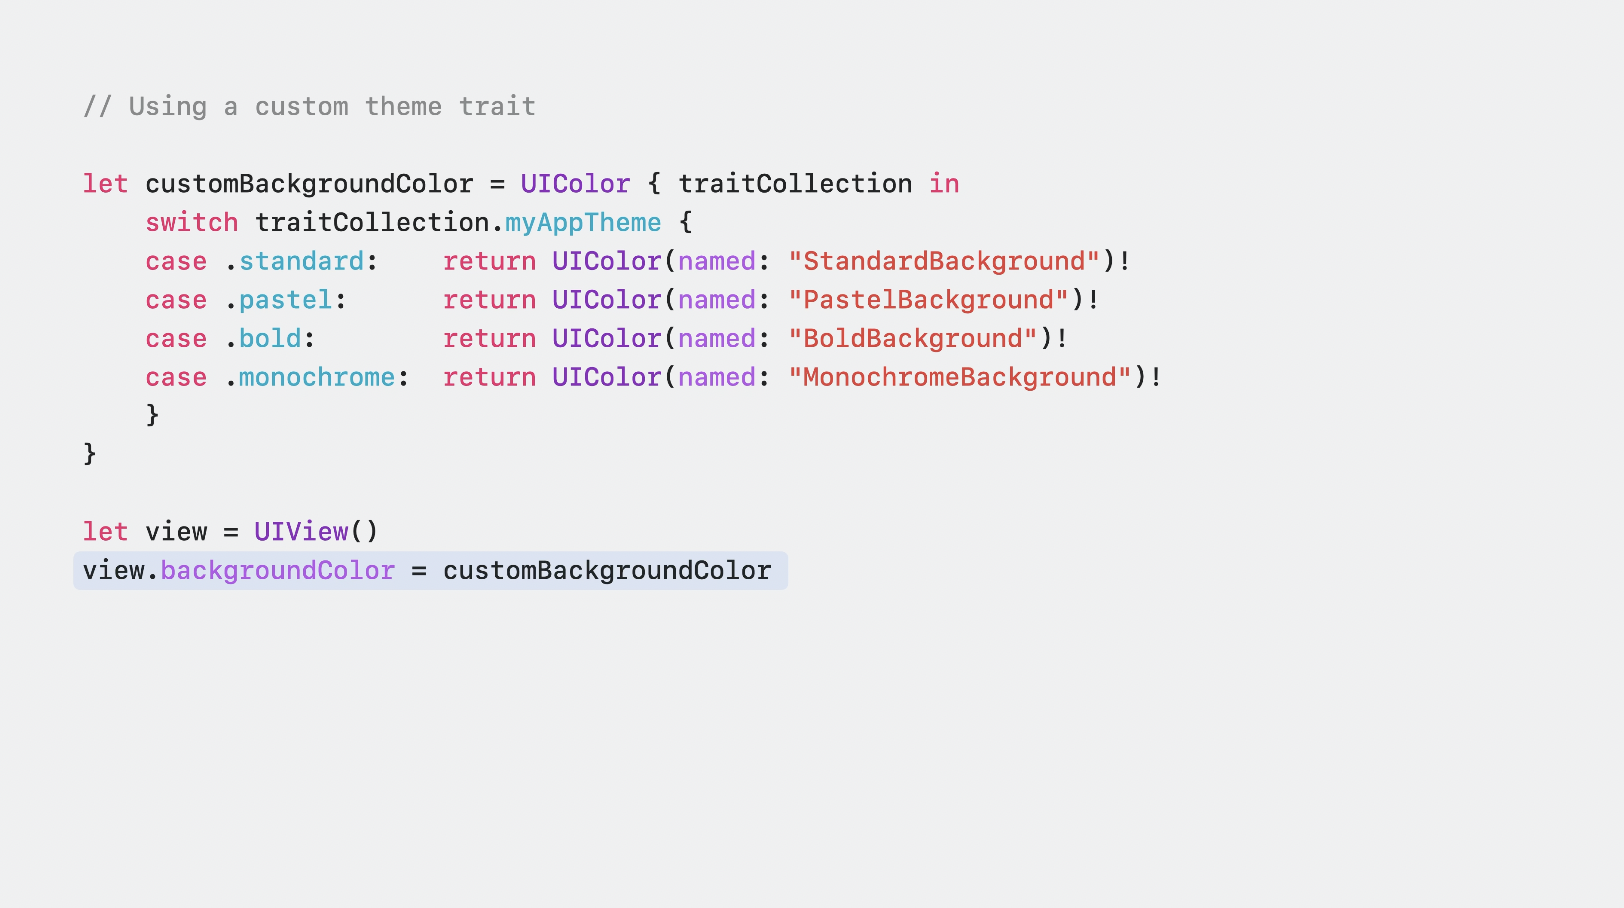 // Using a custom theme trait
let customBackgroundColor = UIColor { traitCollection in
    switch traitCollection.myAppTheme {
    case .standard:    return UIColor(named: "StandardBackground")!
    case .pastel:      return UIColor(named: "PastelBackground")!
    case .bold:        return UIColor(named: "BoldBackground")!
    case .monochrome:  return UIColor(named: "MonochromeBackground")!
    }
}
let view = UIView()
view.backgroundColor = customBackgroundColor